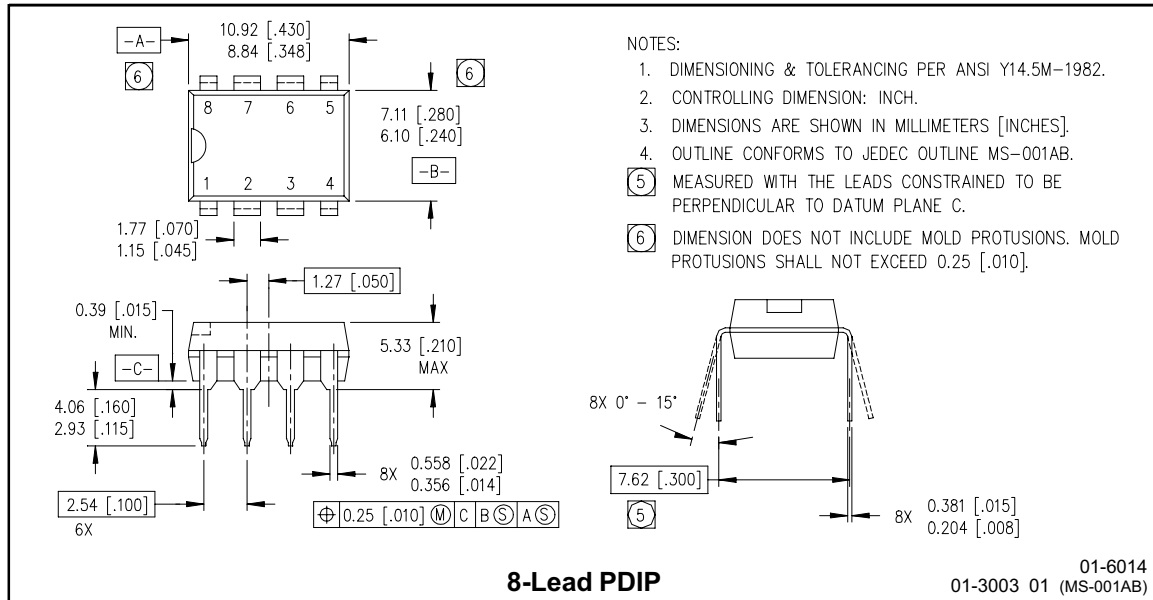 -A-
10.92 [.430]
8.84 [.348]
6
6
8 7 6 5
1 2 3 4
7.11 [.280]
6.10 [.240]
-B-
1.77 [.070]
1.15 [.045]
1.27 [.050]
0.39 [.015]
MIN.
-C-
5.33 [.210]
MAX
4.06 [.160]
2.93 [.115]
8X 0.558 [.022]
0.356 [.014]
2.54 [.100]
6X
⌖ 0.25 [.010] Ⓜ C B Ⓢ A Ⓢ
NOTES:
1. DIMENSIONING & TOLERANCING PER ANSI Y14.5M-1982.
2. CONTROLLING DIMENSION: INCH.
3. DIMENSIONS ARE SHOWN IN MILLIMETERS [INCHES].
4. OUTLINE CONFORMS TO JEDEC OUTLINE MS-001AB.
5 MEASURED WITH THE LEADS CONSTRAINED TO BE
PERPENDICULAR TO DATUM PLANE C.
6 DIMENSION DOES NOT INCLUDE MOLD PROTUSIONS. MOLD
PROTUSIONS SHALL NOT EXCEED 0.25 [.010].
8X 0° - 15°
7.62 [.300]
5
8X 0.381 [.015]
0.204 [.008]
8-Lead PDIP
01-6014
01-3003 01 (MS-001AB)